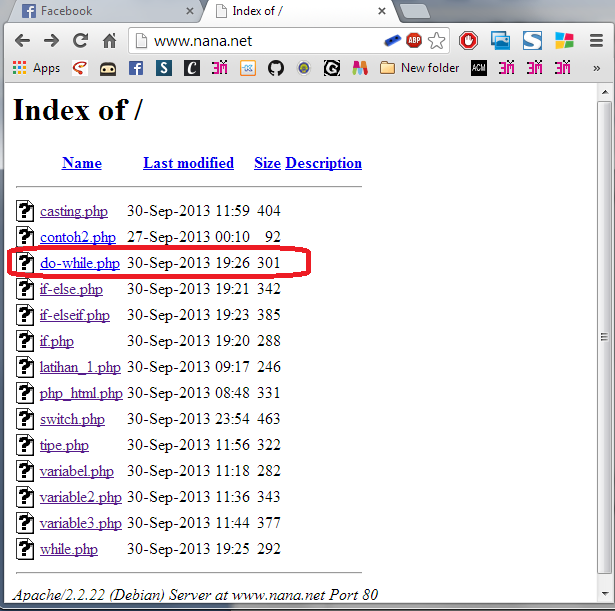 Facebook
Index of /
www.nana.net
ABP
Apps
S
C
New folder
ACM
Index of /
Name Last modified Size Description
casting.php 30-Sep-2013 11:59 404
contoh2.php 27-Sep-2013 00:10 92
do-while.php 30-Sep-2013 19:26 301
if-else.php 30-Sep-2013 19:21 342
if-elseif.php 30-Sep-2013 19:23 385
if.php 30-Sep-2013 19:20 288
latihan_1.php 30-Sep-2013 09:17 246
php_html.php 30-Sep-2013 08:48 331
switch.php 30-Sep-2013 23:54 463
tipe.php 30-Sep-2013 11:56 322
variabel.php 30-Sep-2013 11:18 282
variable2.php 30-Sep-2013 11:36 343
variable3.php 30-Sep-2013 11:44 377
while.php 30-Sep-2013 19:25 292
Apache/2.2.22 (Debian) Server at www.nana.net Port 80